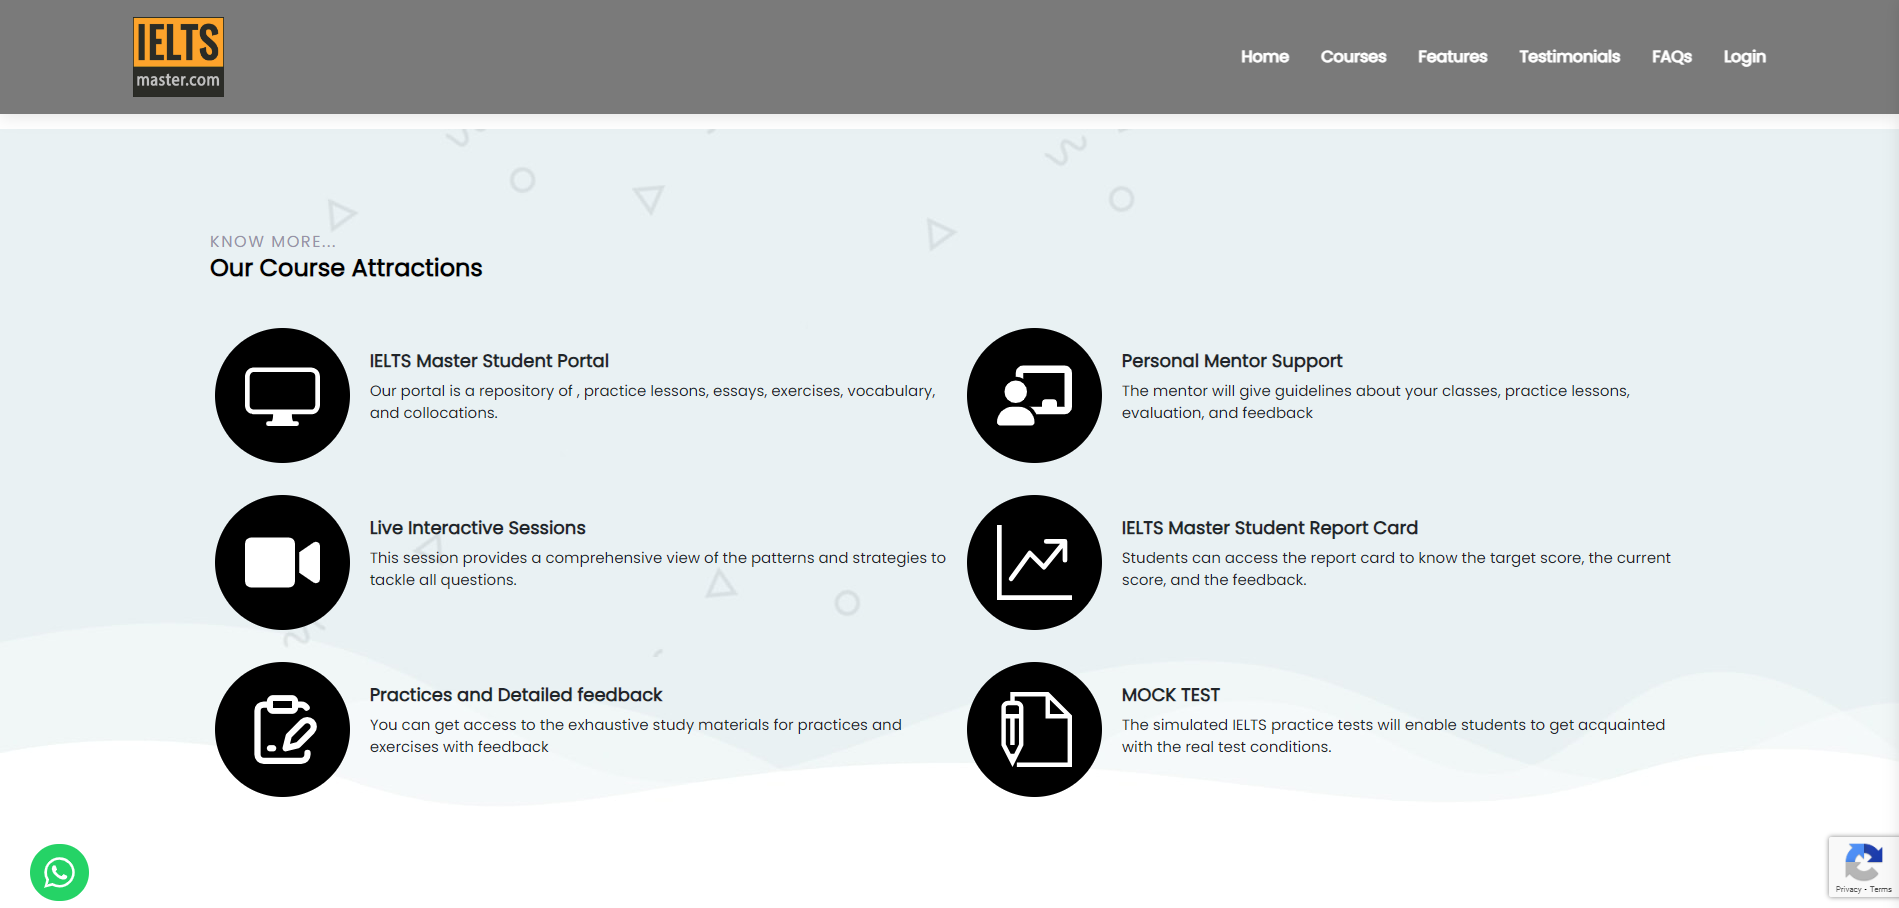 IELTS
master.com
Home Courses Features Testimonials FAQs Login
KNOW MORE...
Our Course Attractions
IELTS Master Student Portal
Our portal is a repository of , practice lessons, essays, exercises, vocabulary,
and collocations.
Personal Mentor Support
The mentor will give guidelines about your classes, practice lessons,
evaluation, and feedback
Live Interactive Sessions
This session provides a comprehensive view of the patterns and strategies to
tackle all questions.
IELTS Master Student Report Card
Students can access the report card to know the target score, the current
score, and the feedback.
Practices and Detailed feedback
You can get access to the exhaustive study materials for practices and
exercises with feedback
MOCK TEST
The simulated IELTS practice tests will enable students to get acquainted
with the real test conditions.
Privacy - Terms